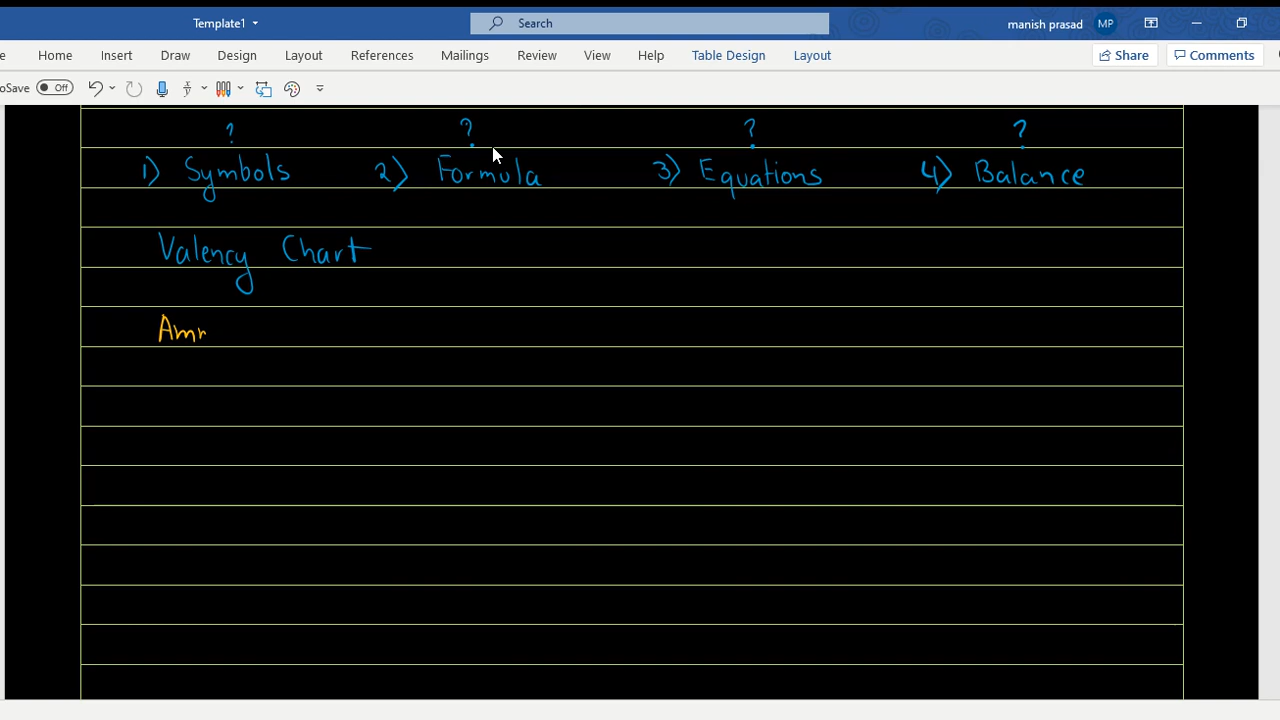 Template1
Search
manish prasad MP
Home Insert Draw Design Layout References Mailings Review View Help Table Design Layout Share Comments
oSave Off
? ? ? ?
1) Symbols 2) Formula 3) Equations 4) Balance
Valency Chart